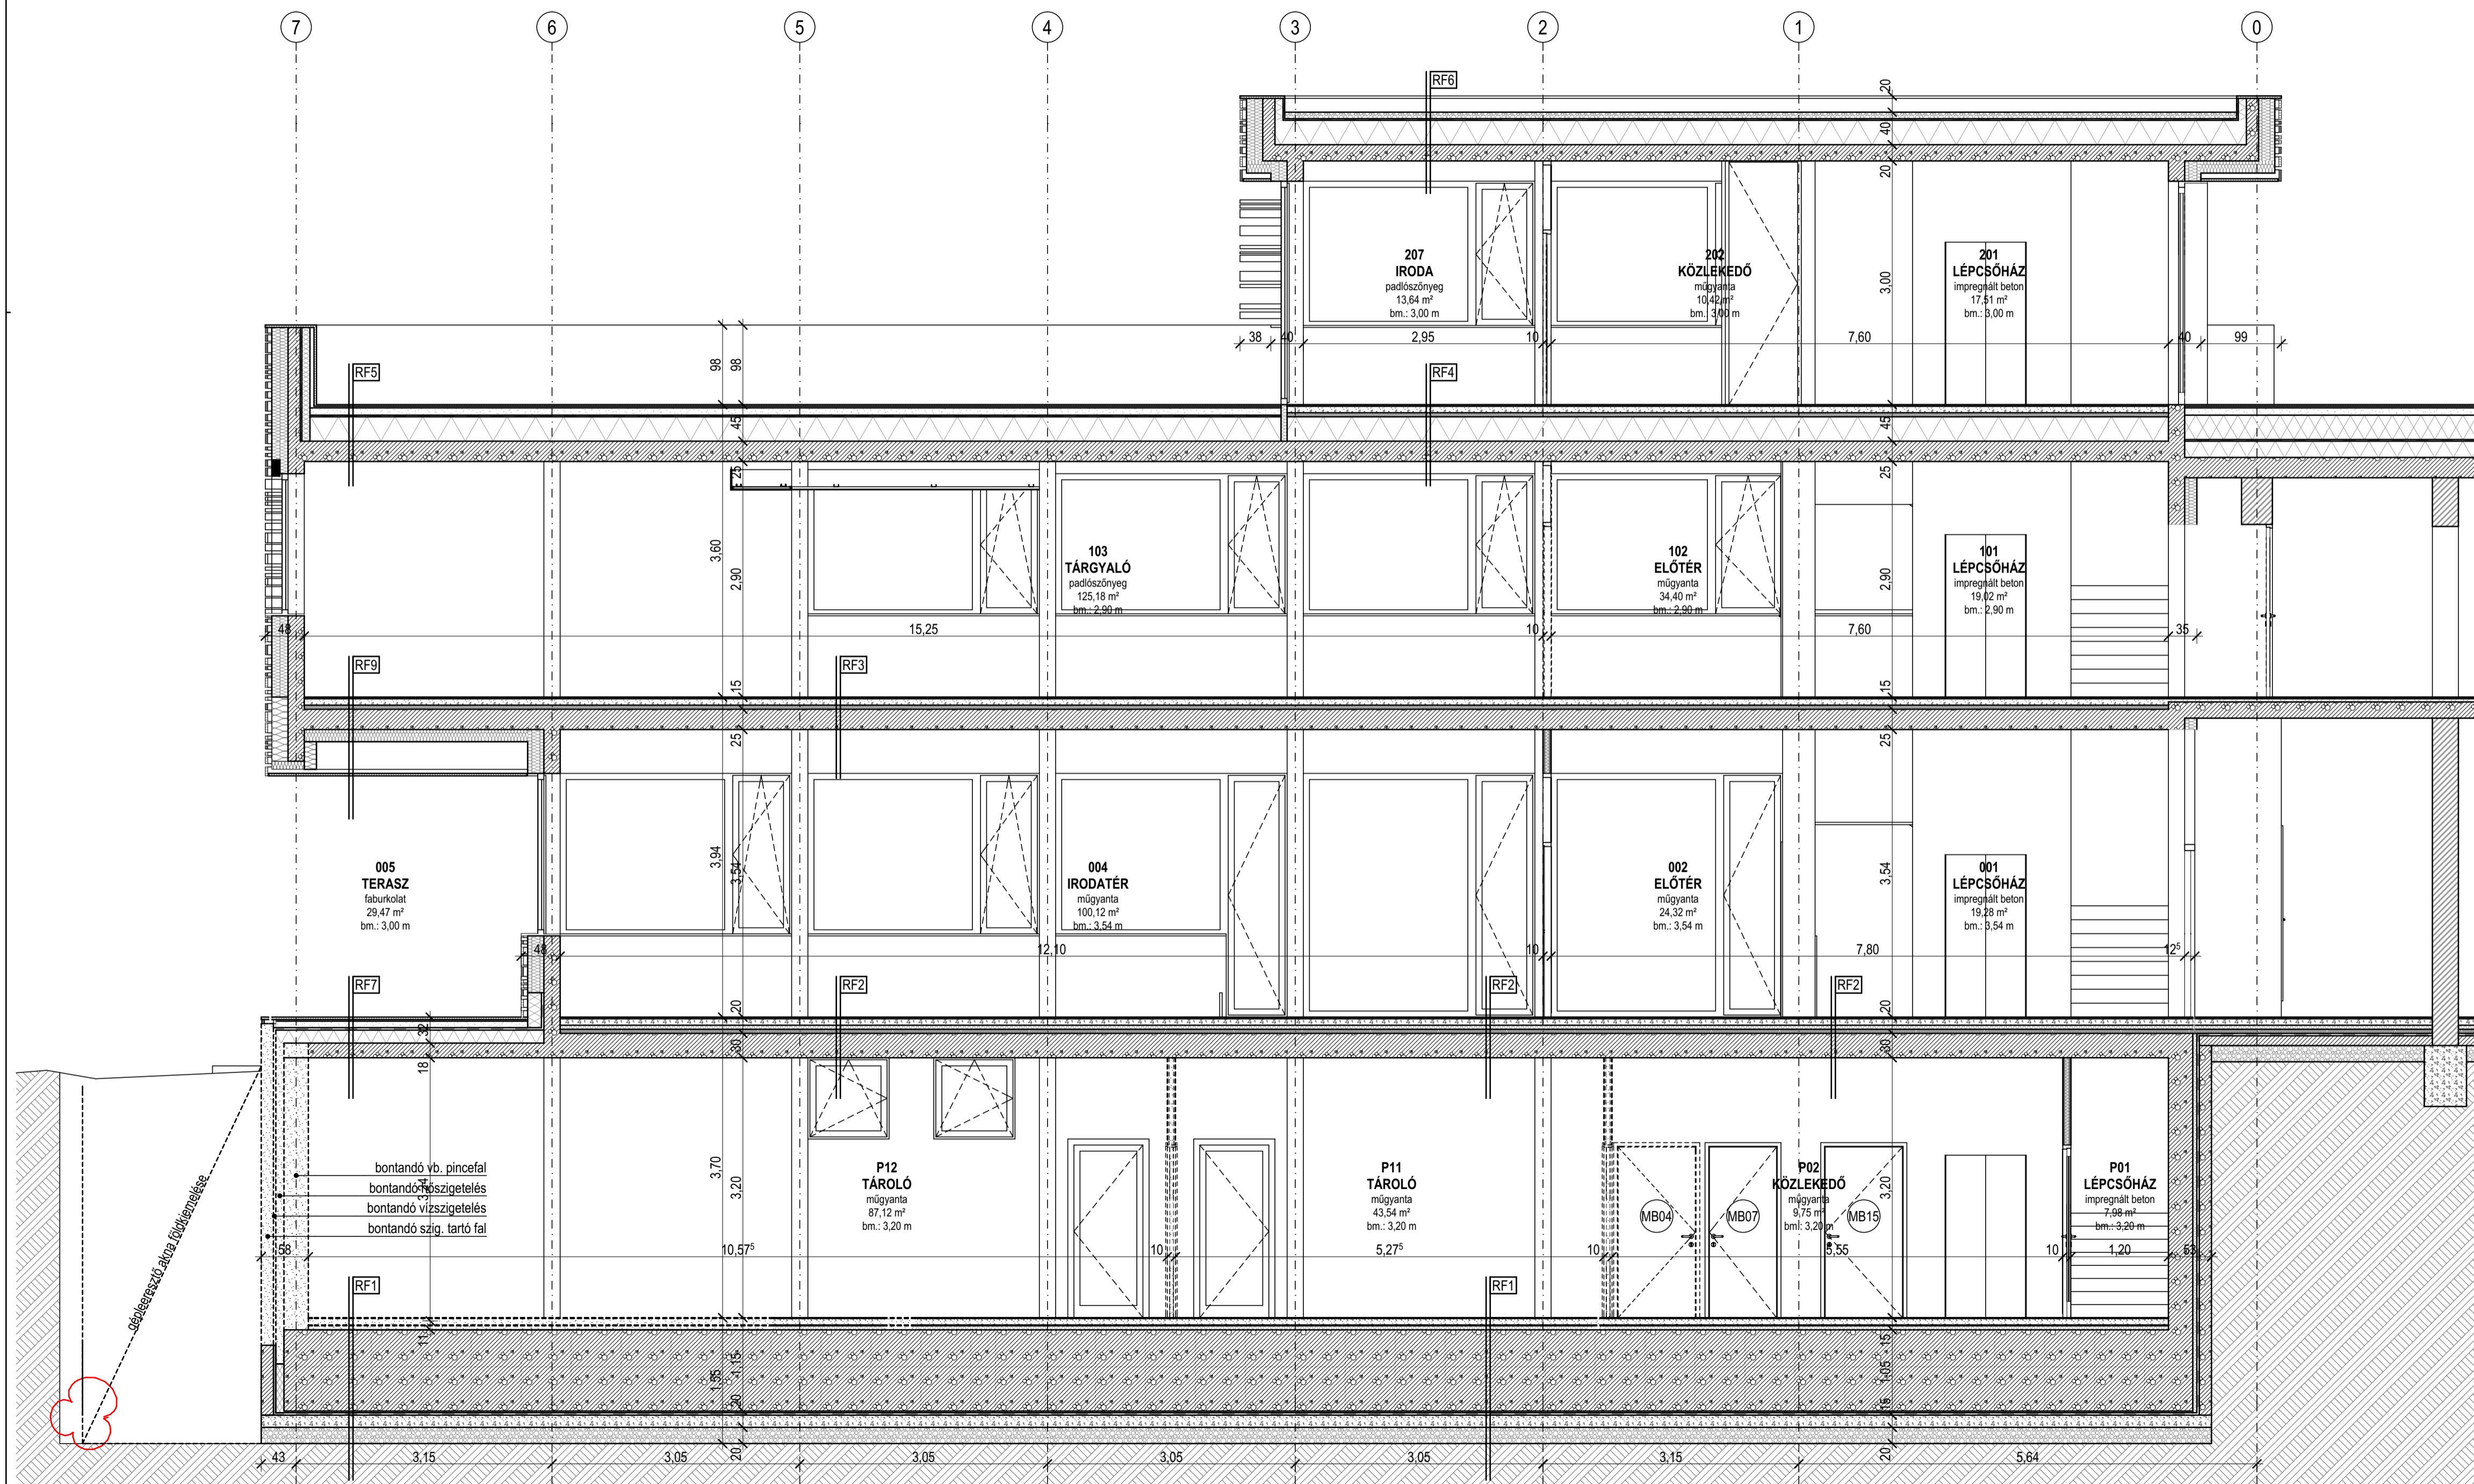 7
6
5
4
3
2
1
0
RF6
20
40
20
207
IRODA
padlószőnyeg
13,64 m²
bm.: 3,00 m
202
KÖZLEKEDŐ
műgyanta
10,42 m²
bm.: 3,00 m
3,00
201
LÉPCSŐHÁZ
impregnált beton
17,51 m²
bm.: 3,00 m
38
40
2,95
10
7,60
40
99
98
98
RF5
RF4
45
45
25
25
3,60
2,90
103
TÁRGYALÓ
padlószőnyeg
125,18 m²
bm.: 2,90 m
102
ELŐTÉR
műgyanta
34,40 m²
bm.: 2,90 m
2,90
101
LÉPCSŐHÁZ
impregnált beton
19,02 m²
bm.: 2,90 m
48
15,25
10
7,60
35
RF9
RF3
15
15
25
25
005
TERASZ
faburkolat
29,47 m²
bm.: 3,00 m
3,94
3,54
004
IRODATÉR
műgyanta
100,12 m²
bm.: 3,54 m
002
ELŐTÉR
műgyanta
24,32 m²
bm.: 3,54 m
3,54
001
LÉPCSŐHÁZ
impregnált beton
19,28 m²
bm.: 3,54 m
48
12,10
10
7,80
12⁵
RF7
RF2
RF2
RF2
20
20
32
30
30
18
gépleeresztő akna földkiemelése
bontandó vb. pincefal
bontandó hőszigetelés
bontandó vízszigetelés
bontandó szig. tartó fal
3,70
3,20
P12
TÁROLÓ
műgyanta
87,12 m²
bm.: 3,20 m
P11
TÁROLÓ
műgyanta
43,54 m²
bm.: 3,20 m
MB04
MB07
P02
KÖZLEKEDŐ
műgyanta
9,75 m²
bm.: 3,20 m
MB15
3,20
P01
LÉPCSŐHÁZ
impregnált beton
7,98 m²
bm.: 3,20 m
58
10,57⁵
10
5,27⁵
10
5,55
10
1,20
53
RF1
RF1
11
15
1,15
1,05
20
15
20
20
43
3,15
3,05
3,05
3,05
3,05
3,15
5,64